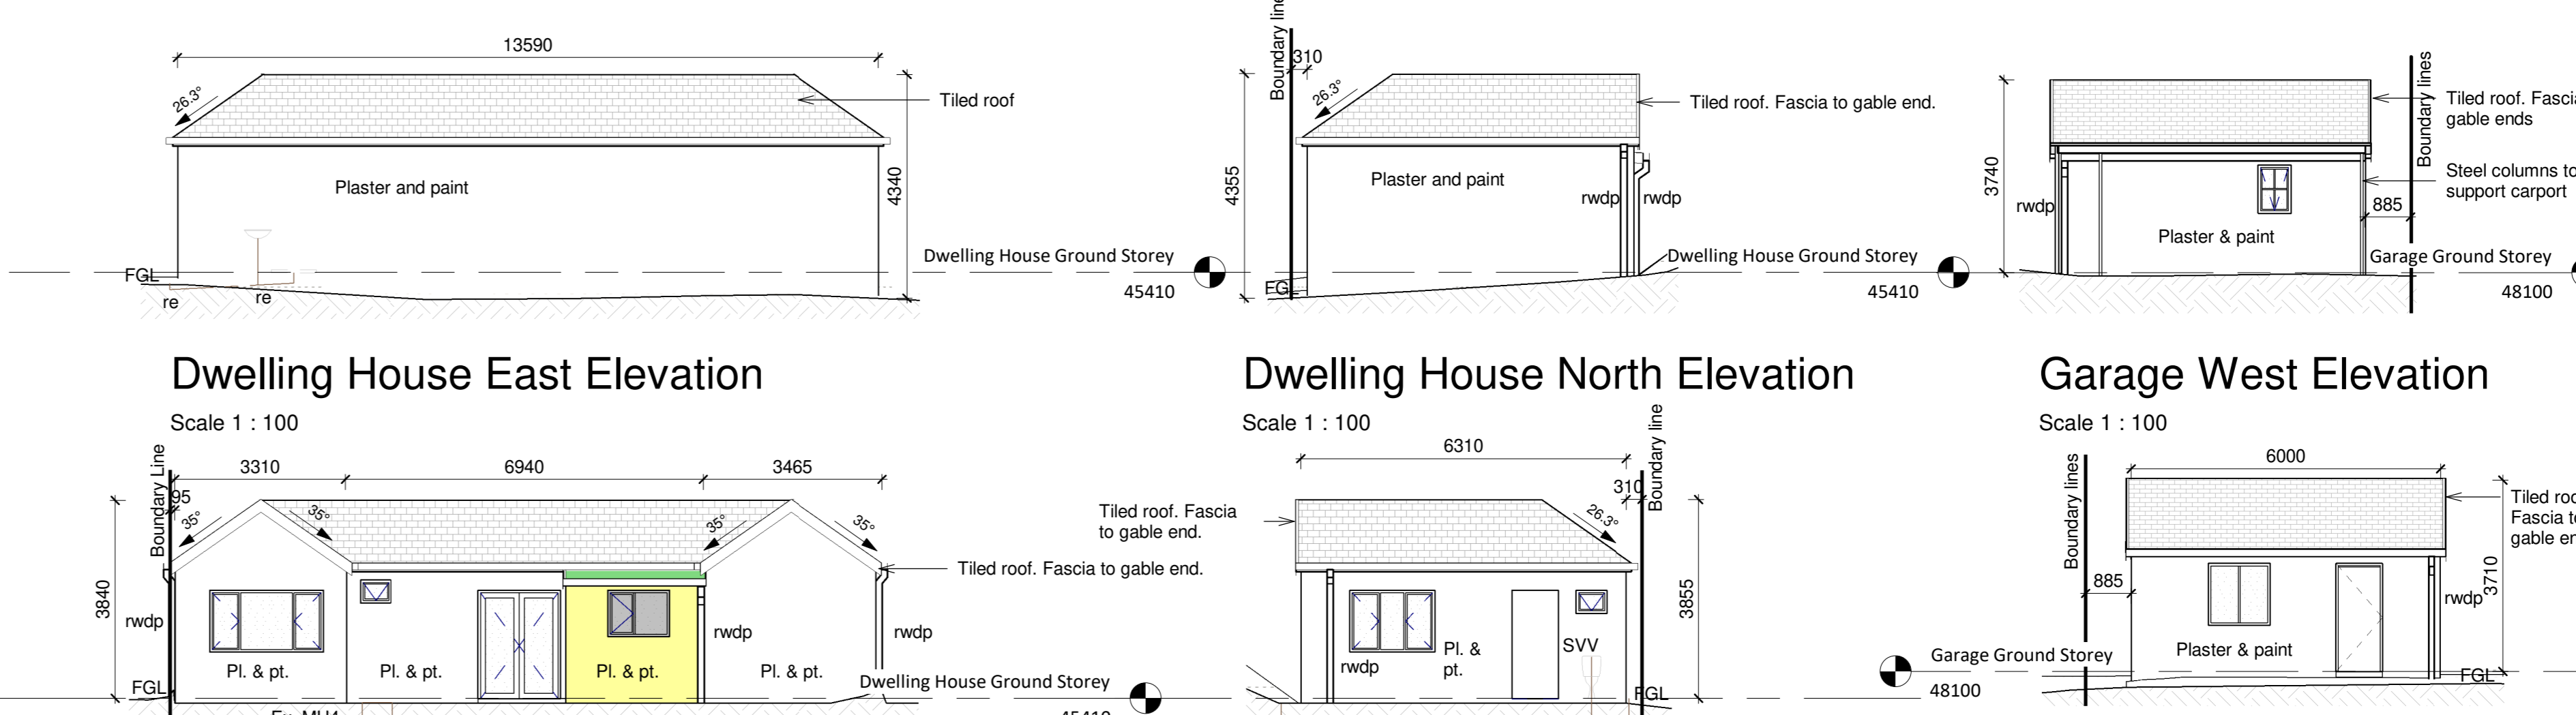 13590
26.3°
Tiled roof
Plaster and paint
4340
FGL
re
re
Dwelling House Ground Storey
45410
Dwelling House East Elevation
Scale 1 : 100
Boundary line
310
26.3°
Tiled roof. Fascia to gable end.
4355
Plaster and paint
rwdp
rwdp
FGL
Dwelling House Ground Storey
45410
Dwelling House North Elevation
Scale 1 : 100
Boundary lines
Tiled roof.
gable ends
3740
Steel columns to
support carport
rwdp
885
Plaster & paint
Garage Ground Storey
48100
Garage West Elevation
Scale 1 : 100
Boundary Line
3310
6940
3465
95
35°
35°
35°
35°
Tiled roof. Fascia to gable end.
3840
rwdp
rwdp
rwdp
Pl. & pt.
Pl. & pt.
Pl. & pt.
Pl. & pt.
FGL
Dwelling House Ground Storey
6310
Boundary line
310
Tiled roof. Fascia
to gable end.
26.3°
3855
Pl. &
pt.
rwdp
SVV
FGL
Boundary lines
6000
Tiled
Fascia
gable
885
3710
rwdp
Plaster & paint
Garage Ground Storey
48100
FGL